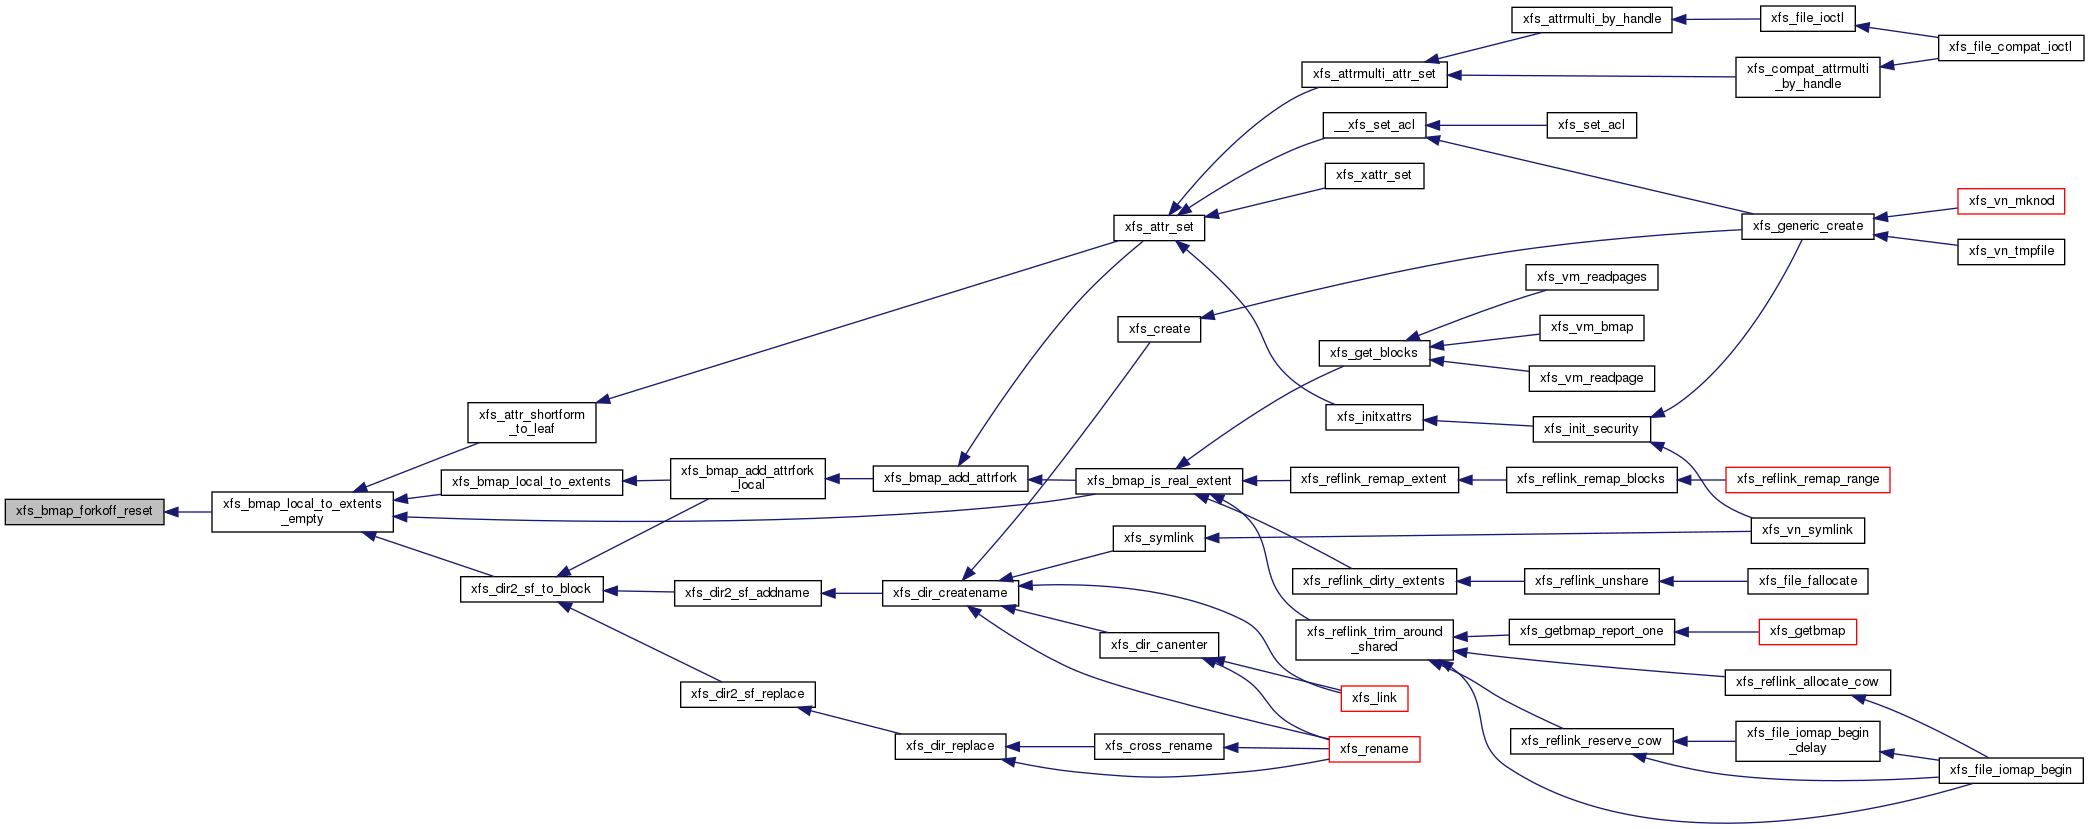 xfs_attrmulti_by_handle
xfs_file_ioctl
xfs_file_compat_ioctl
xfs_attrmulti_attr_set
xfs_compat_attrmulti
_by_handle
__xfs_set_acl
xfs_set_acl
xfs_xattr_set
xfs_vn_mknod
xfs_attr_set
xfs_generic_create
xfs_vn_tmpfile
xfs_vm_readpages
xfs_create
xfs_vm_bmap
xfs_get_blocks
xfs_vm_readpage
xfs_attr_shortform
_to_leaf
xfs_initxattrs
xfs_init_security
xfs_bmap_local_to_extents
xfs_bmap_add_attrfork
_local
xfs_bmap_add_attrfork
xfs_bmap_is_real_extent
xfs_reflink_remap_extent
xfs_reflink_remap_blocks
xfs_reflink_remap_range
xfs_bmap_forkoff_reset
xfs_bmap_local_to_extents
_empty
xfs_symlink
xfs_vn_symlink
xfs_dir2_sf_to_block
xfs_dir2_sf_addname
xfs_dir_createname
xfs_reflink_dirty_extents
xfs_reflink_unshare
xfs_file_fallocate
xfs_dir_canenter
xfs_reflink_trim_around
_shared
xfs_getbmap_report_one
xfs_getbmap
xfs_dir2_sf_replace
xfs_link
xfs_reflink_allocate_cow
xfs_dir_replace
xfs_cross_rename
xfs_rename
xfs_reflink_reserve_cow
xfs_file_iomap_begin
_delay
xfs_file_iomap_begin